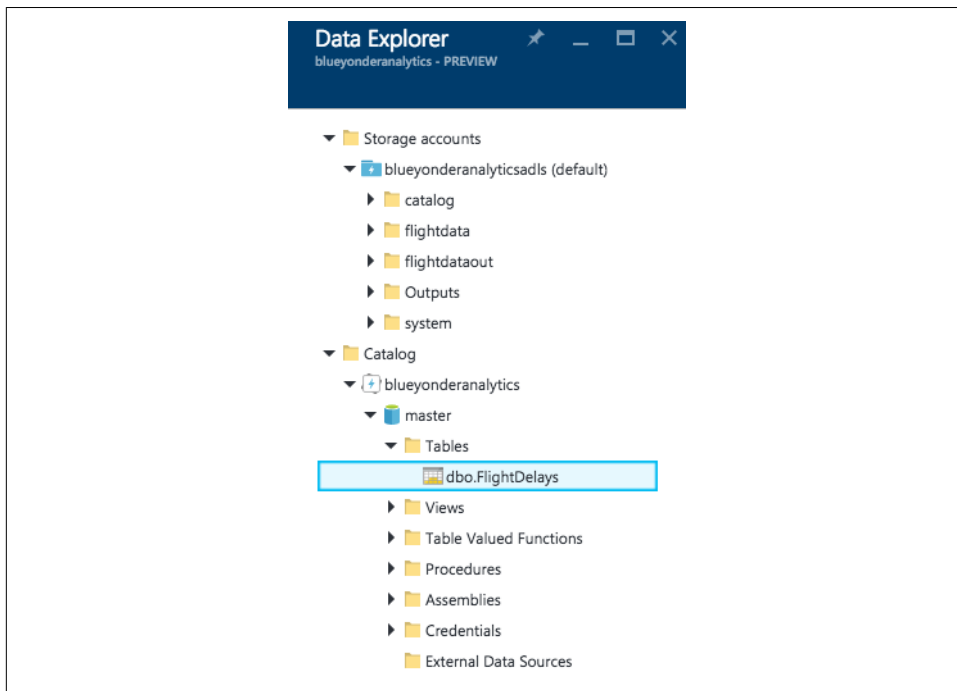 Data Explorer
blueyonderanalytics - PREVIEW
Storage accounts
blueyonderanalyticsadls (default)
catalog
flightdata
flightdataout
Outputs
system
Catalog
blueyonderanalytics
master
Tables
dbo.FlightDelays
Views
Table Valued Functions
Procedures
Assemblies
Credentials
External Data Sources